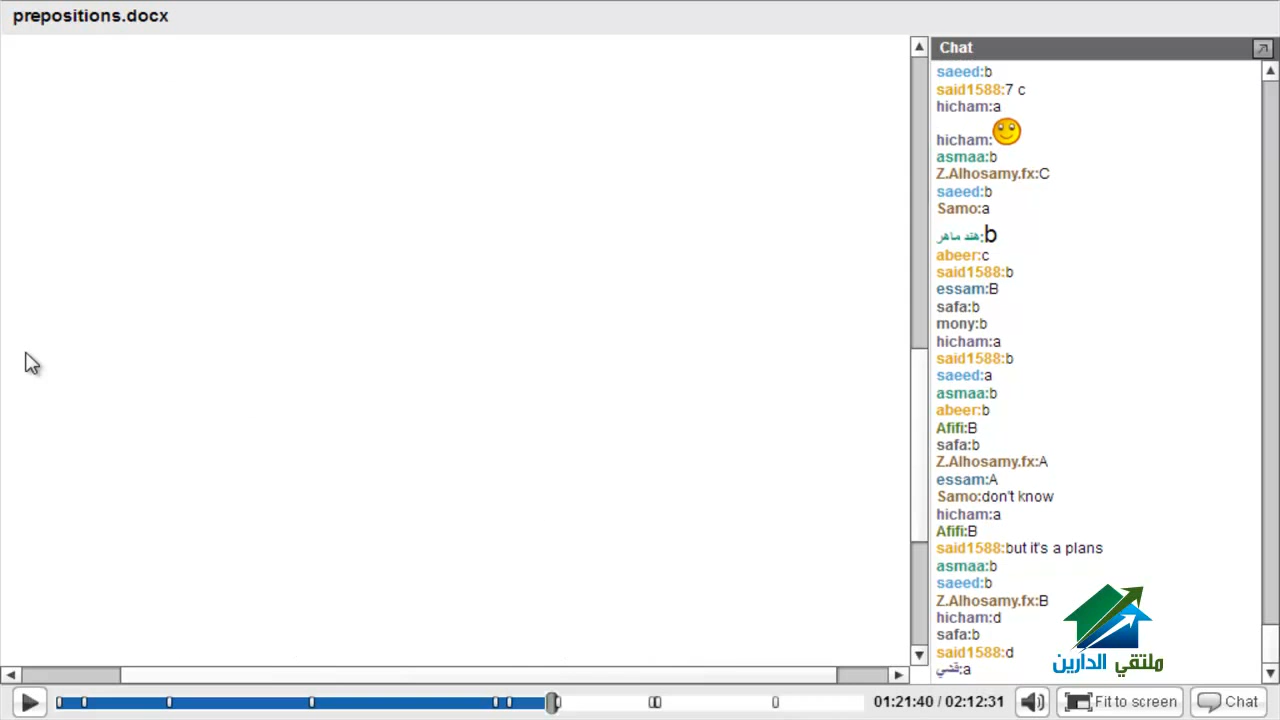 prepositions.docx
Chat
saeed:b
said1588:7 c
hicham:a
hicham:
asmaa:b
Z.Alhosamy.fx:C
saeed:b
Samo:a
هند ماهر:b
abeer:c
said1588:b
essam:B
safa:b
mony:b
hicham:a
said1588:b
saeed:a
asmaa:b
abeer:b
Afifi:B
safa:b
Z.Alhosamy.fx:A
essam:A
Samo:don't know
hicham:a
Afifi:B
said1588:but it's a plans
asmaa:b
saeed:b
Z.Alhosamy.fx:B
hicham:d
safa:b
said1588:d
قضي:a
ملتقي الدارين
01:21:40 / 02:12:31
Fit to screen
Chat